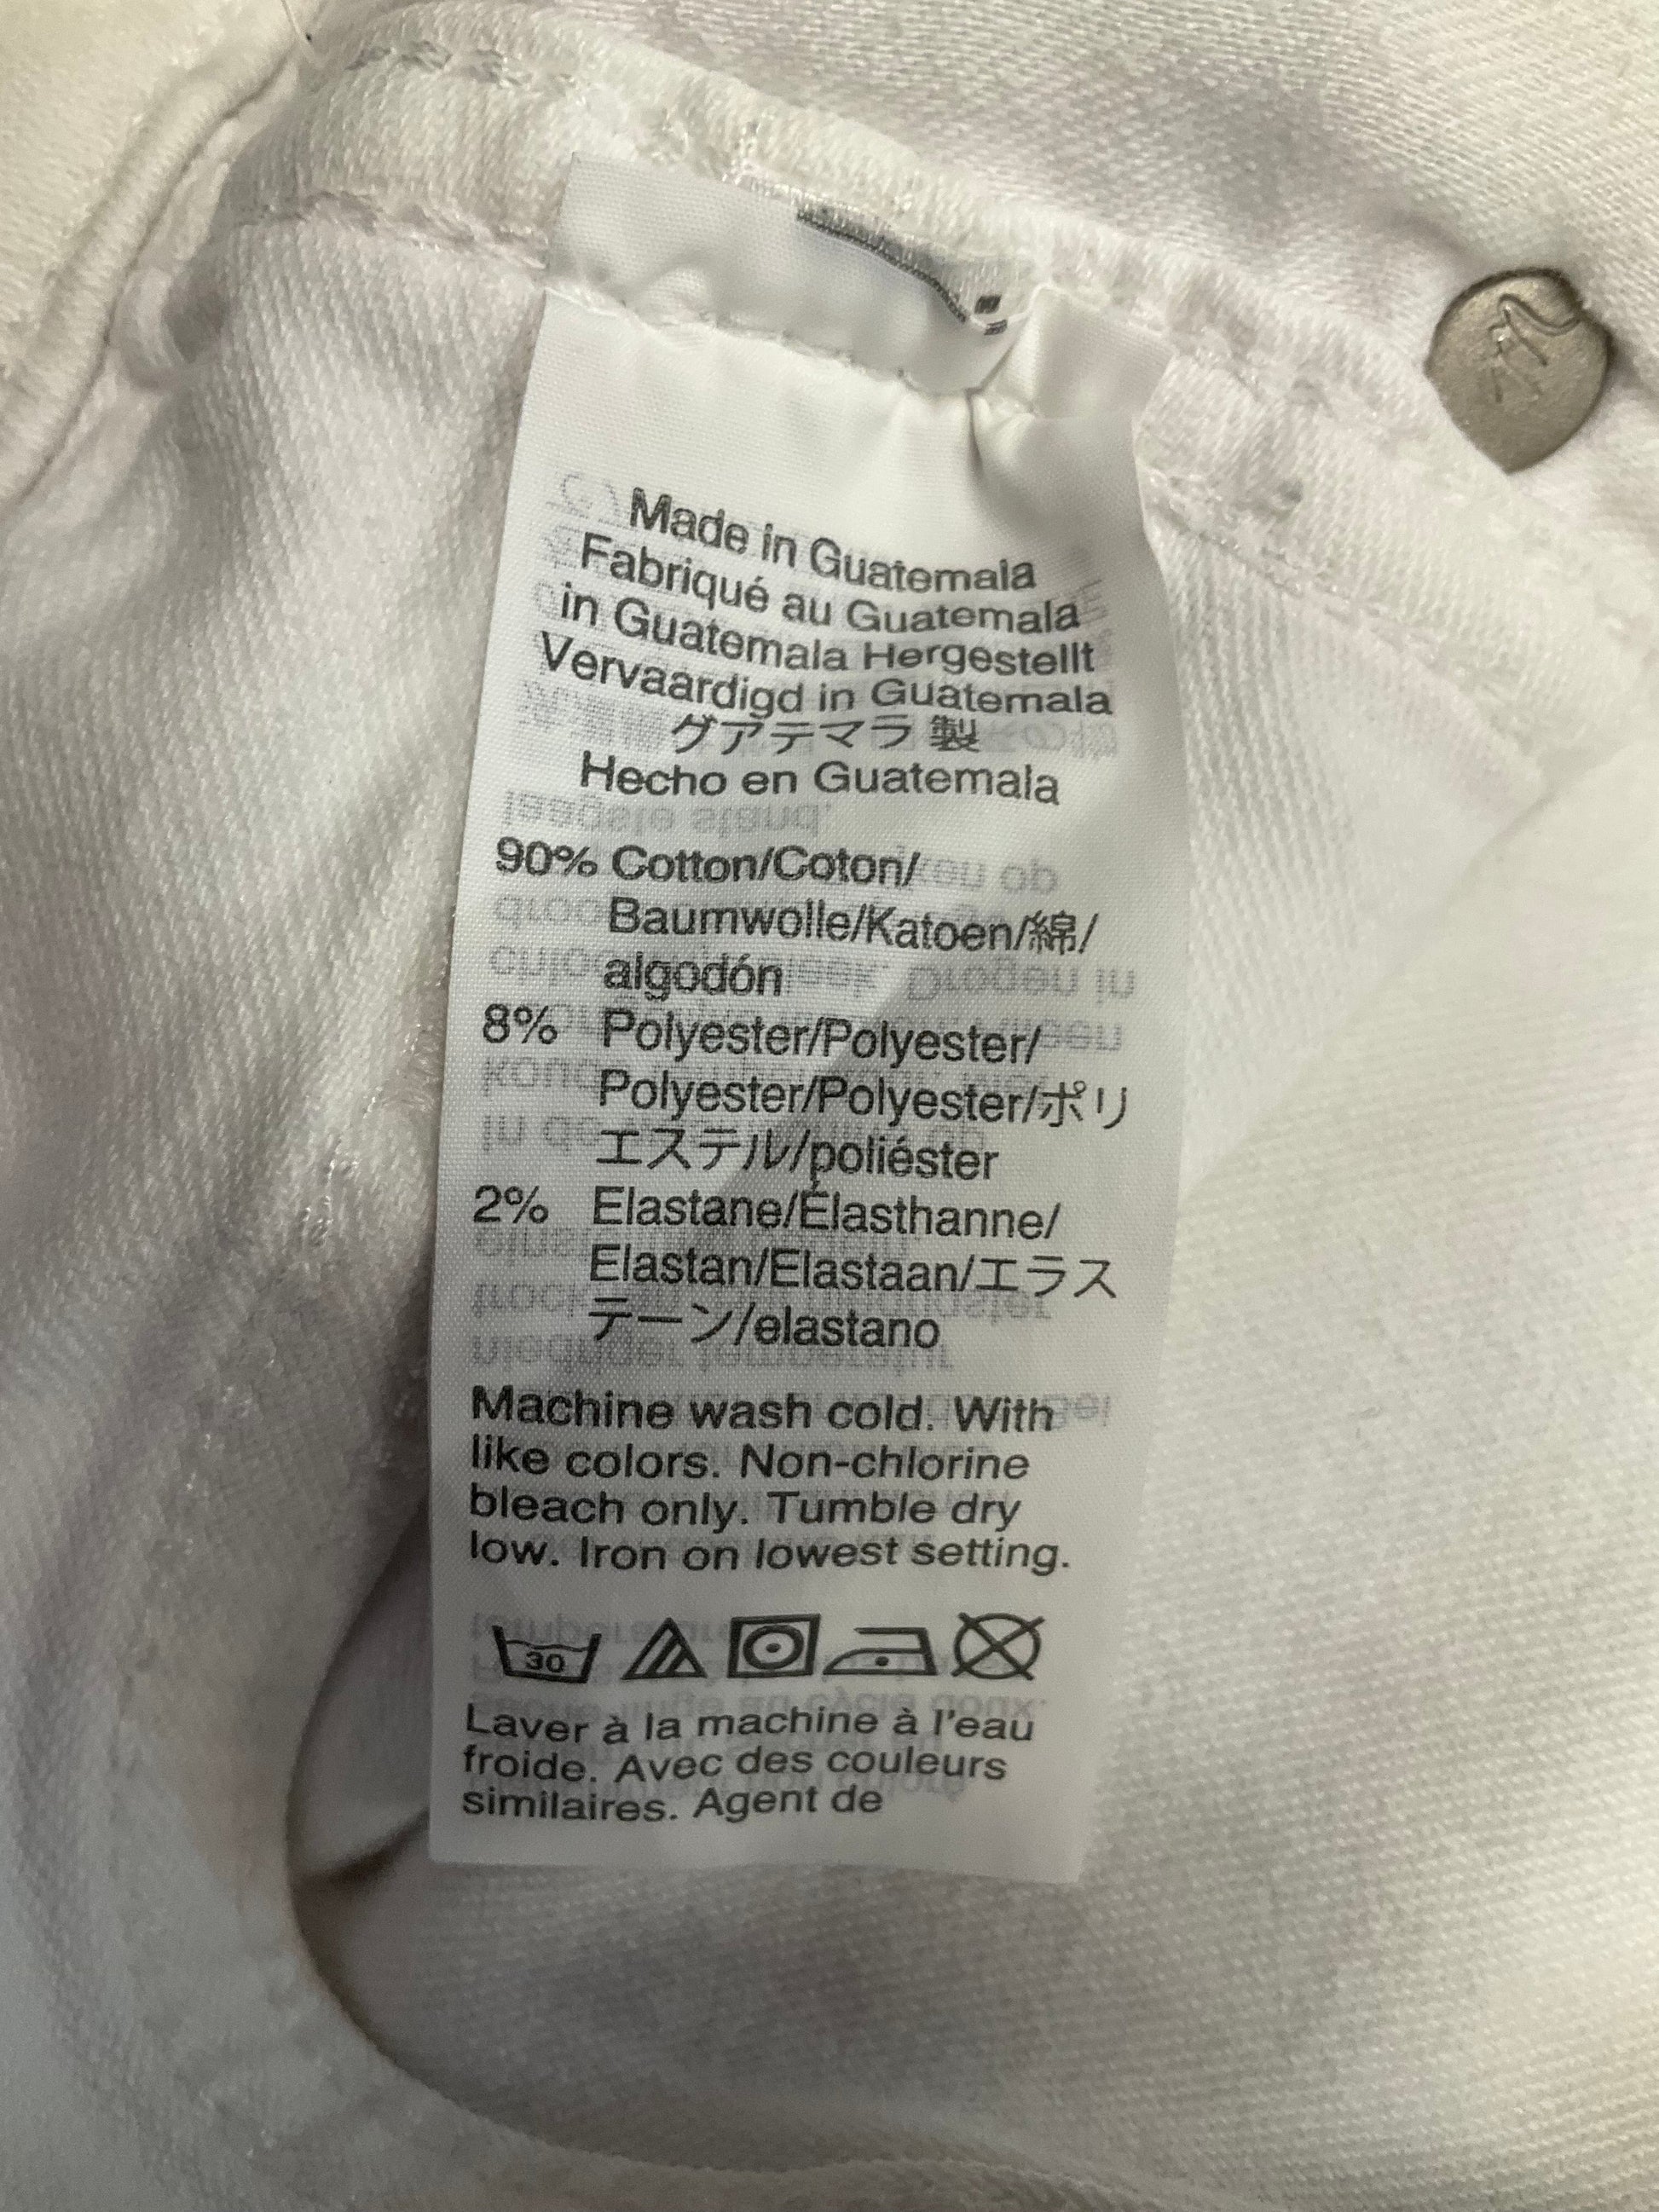 Made in Guatemala
Fabriqué au Guatemala
in Guatemala Hergestellt
Vervaardigd in Guatemala
グアテマラ 製
Hecho en Guatemala
90% Cotton/Coton/
Baumwolle/Katoen/綿/
algodón
8% Polyester/Polyester/
Polyester/Polyester/ポリ
エステル/poliéster
2% Elastane/Élasthanne/
Elastan/Elastaan/エラス
テーン/elastano
Machine wash cold. With
like colors. Non-chlorine
bleach only. Tumble dry
low. Iron on lowest setting.
30
Laver à la machine à l'eau
froide. Avec des couleurs
similaires. Agent de